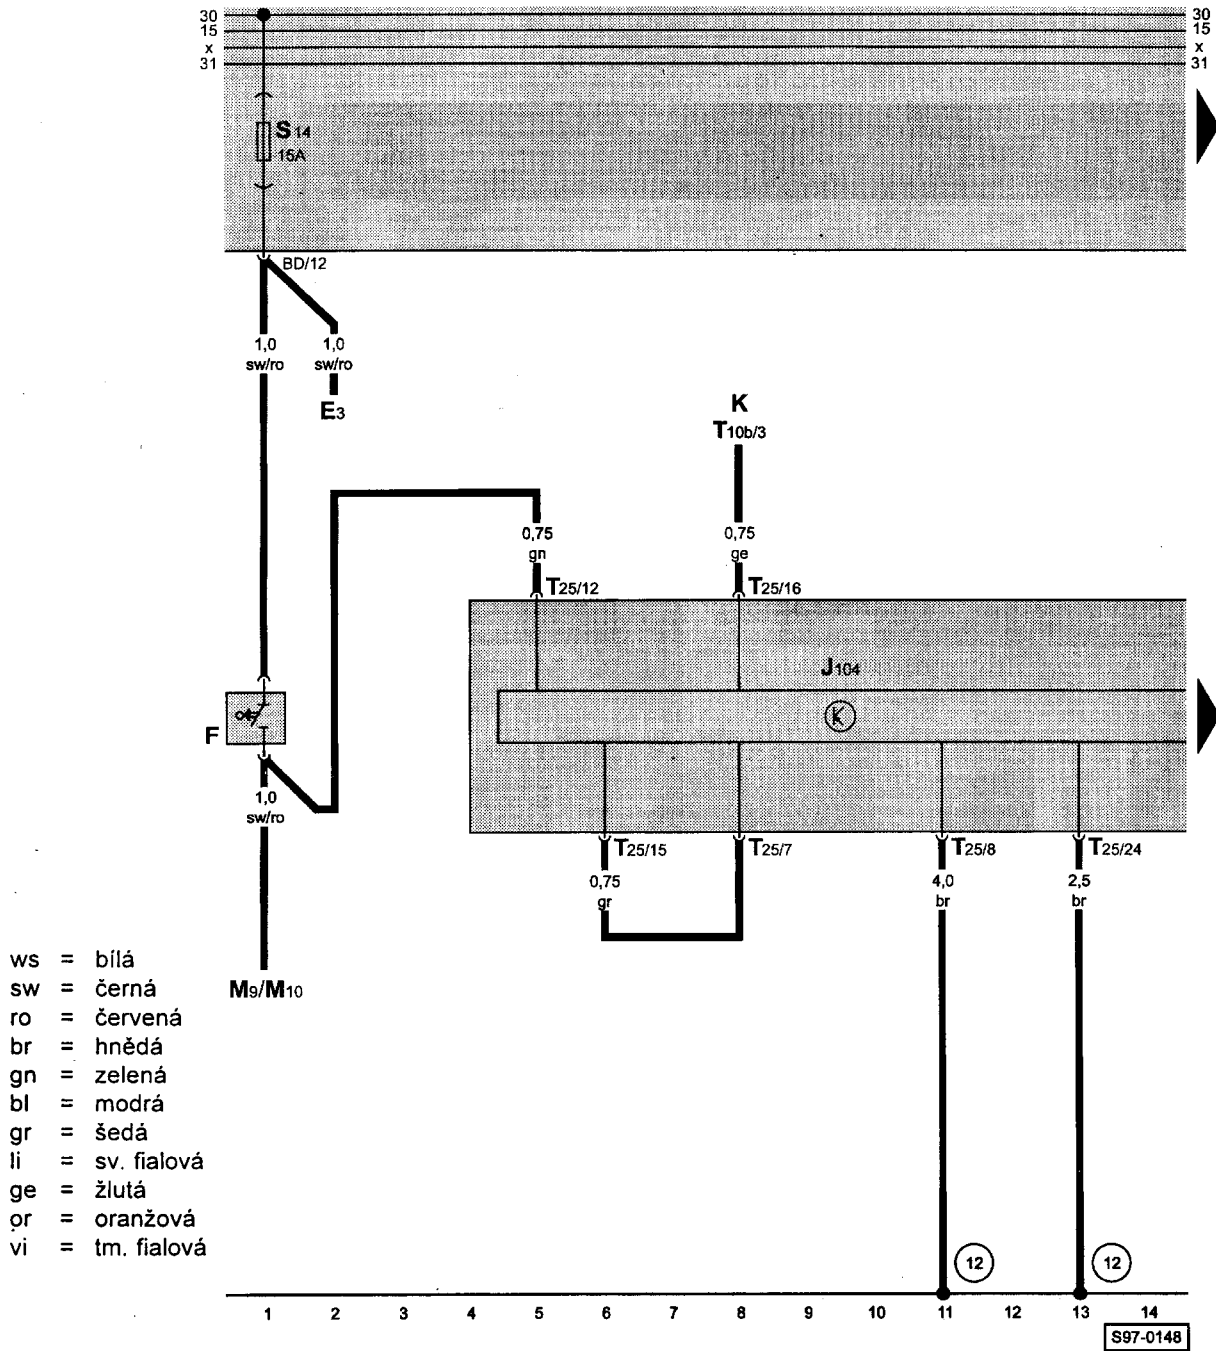 30 30
15 15
x x
31 31
S14
15A
BD/12
1,0 1,0
sw/ro sw/ro
E3
K
T10b/3
0,75 0,75
gn ge
T25/12 T25/16
J104
K
F
1,0
sw/ro
T25/15 T25/7 T25/8 T25/24
0,75 4,0 2,5
gr br br
M9/M10
ws = bílá
sw = černá
ro = červená
br = hnědá
gn = zelená
bl = modrá
gr = šedá
li = sv. fialová
ge = žlutá
or = oranžová
vi = tm. fialová
12 12
1 2 3 4 5 6 7 8 9 10 11 12 13 14
S97-0148